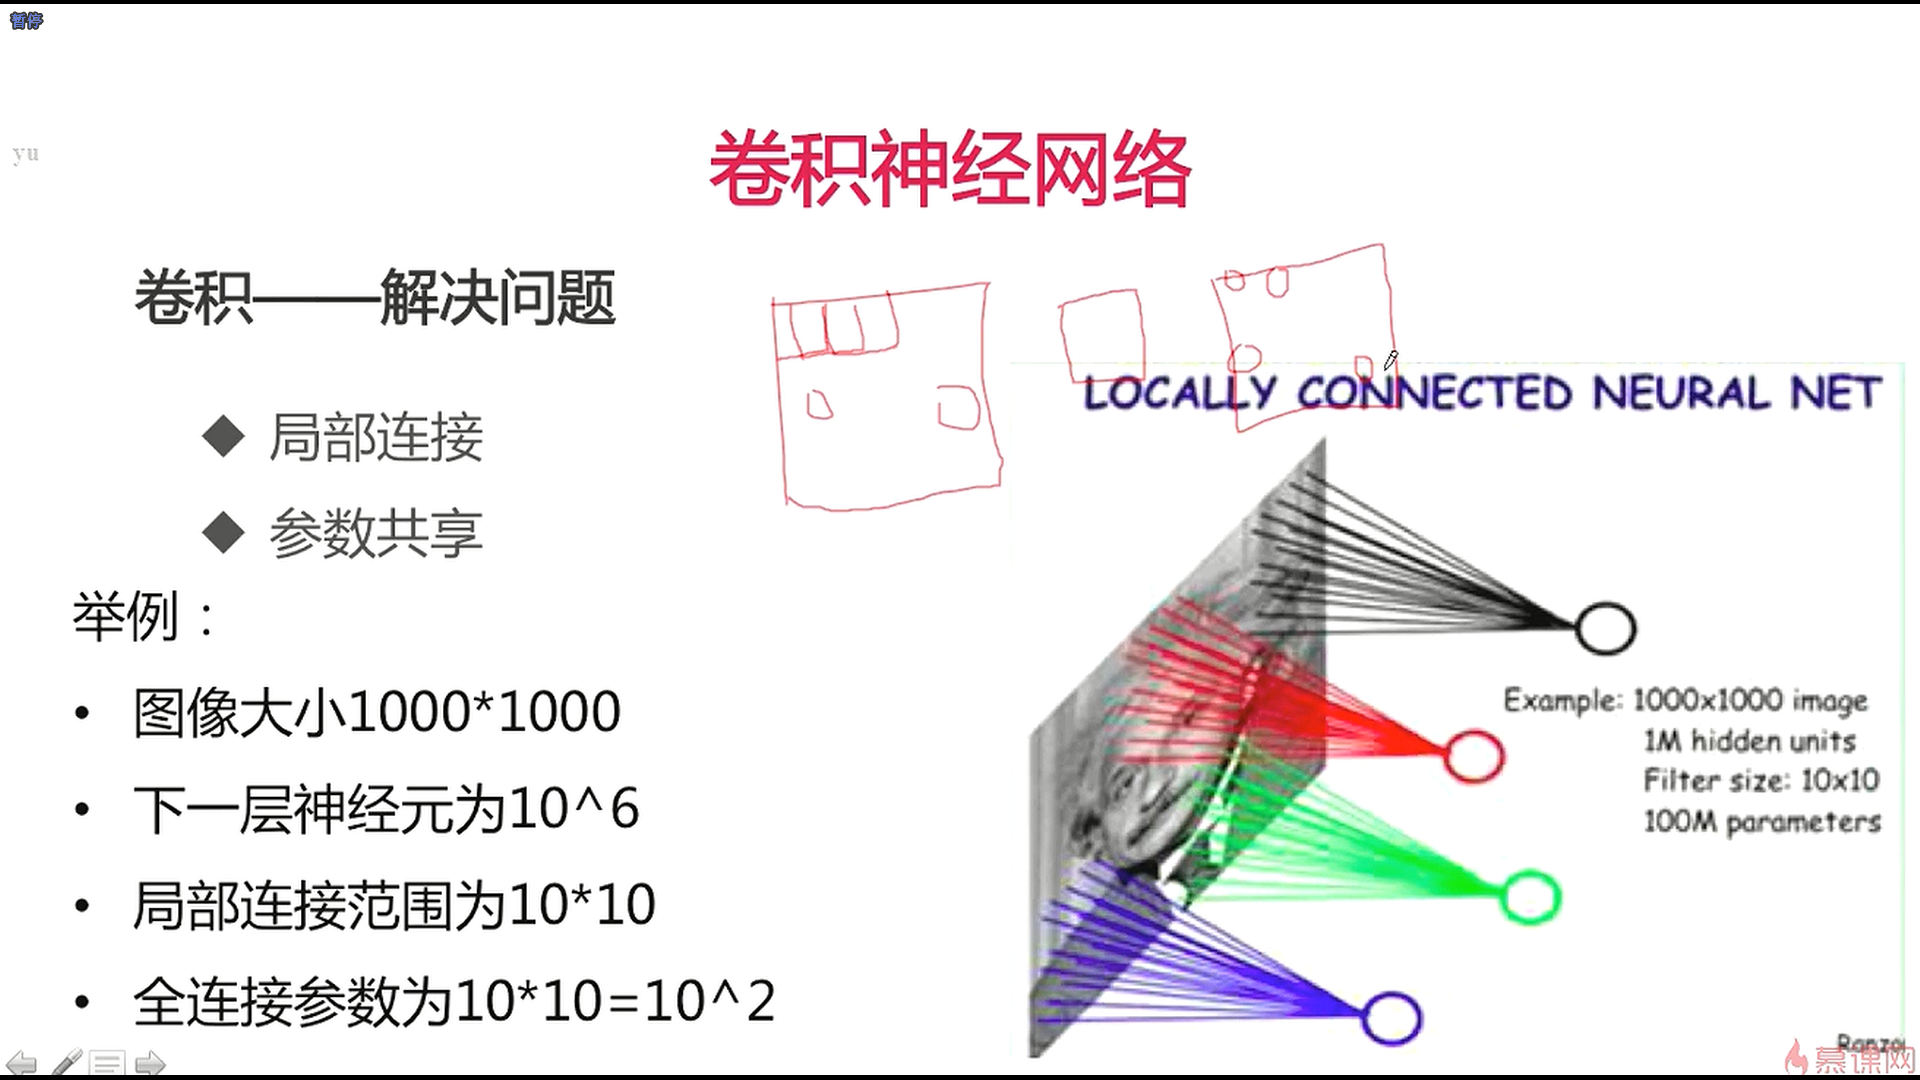 暂停
yu
卷积神经网络
卷积——解决问题
局部连接
参数共享
举例：
图像大小1000*1000
下一层神经元为10^6
局部连接范围为10*10
全连接参数为10*10=10^2
LOCALLY CONNECTED NEURAL NET
Example: 1000x1000 image
1M hidden units
Filter size: 10x10
100M parameters
慕课网